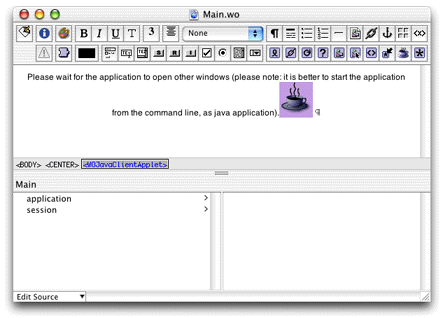 Main.wo
B I U T 3 None
Please wait for the application to open other windows (please note: it is better to start the application
from the command line, as java application). ¶
<BODY> <CENTER> <WOJavaClientApplet>
Main
application >
session >
Edit Source